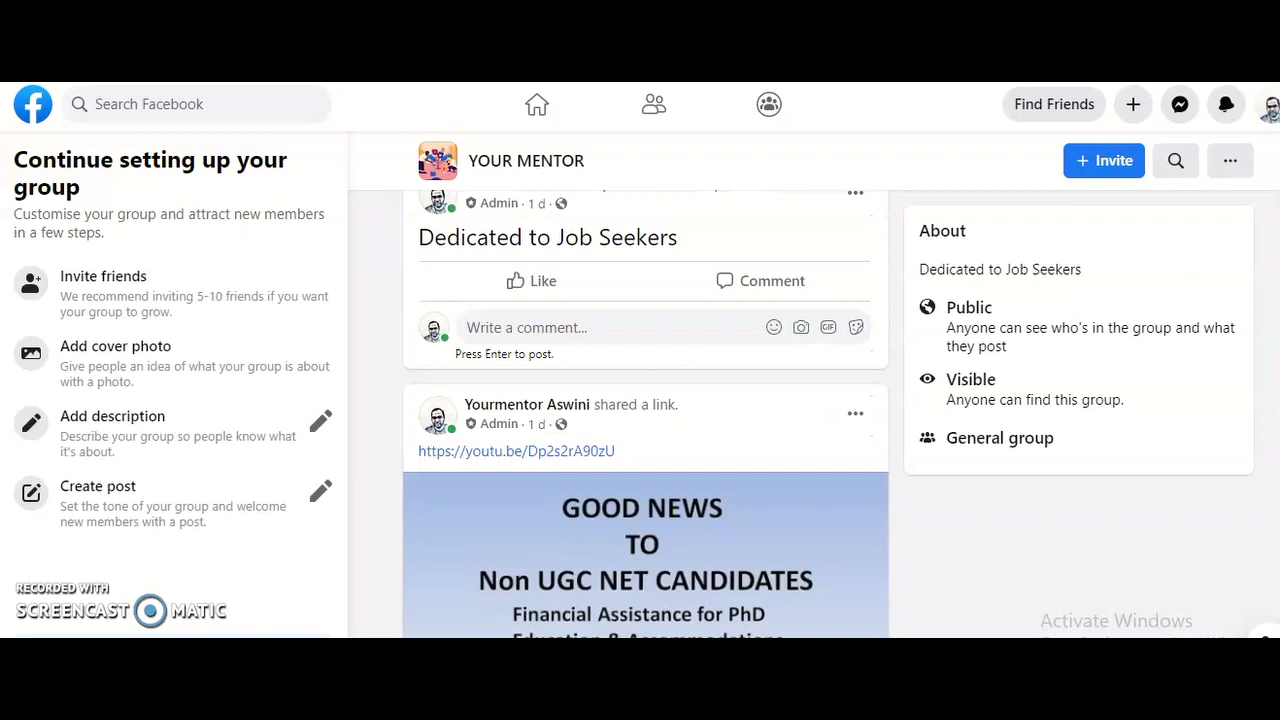 Search Facebook
Find Friends
Continue setting up your
group
Customise your group and attract new members
in a few steps.
Invite friends
We recommend inviting 5-10 friends if you want
your group to grow.
Add cover photo
Give people an idea of what your group is about
with a photo.
Add description
Describe your group so people know what
it's about.
Create post
Set the tone of your group and welcome
new members with a post.
RECORDED WITH
SCREENCAST MATIC
YOUR MENTOR
+ Invite
Admin · 1 d ·
Dedicated to Job Seekers
Like
Comment
Write a comment...
GIF
Press Enter to post.
Yourmentor Aswini shared a link.
Admin · 1 d ·
https://youtu.be/Dp2s2rA90zU
GOOD NEWS
TO
Non UGC NET CANDIDATES
Financial Assistance for PhD
Education & Accommodations
About
Dedicated to Job Seekers
Public
Anyone can see who's in the group and what
they post
Visible
Anyone can find this group.
General group
Activate Windows